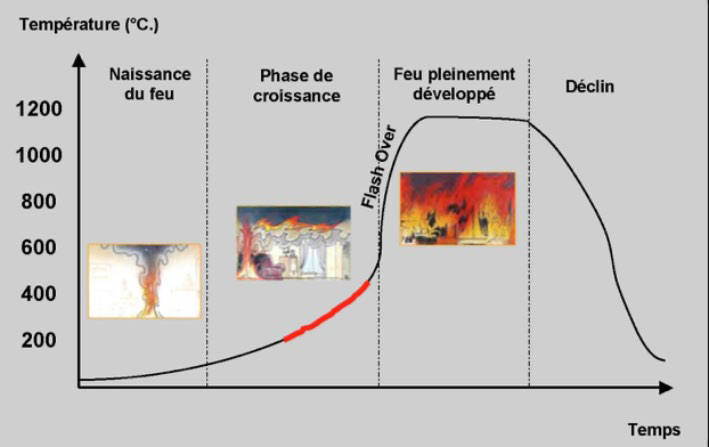 Température (°C.)
Naissance
du feu
Phase de
croissance
Feu pleinement
développé
Déclin
1200
1000
800
600
400
200
Flash Over
Temps